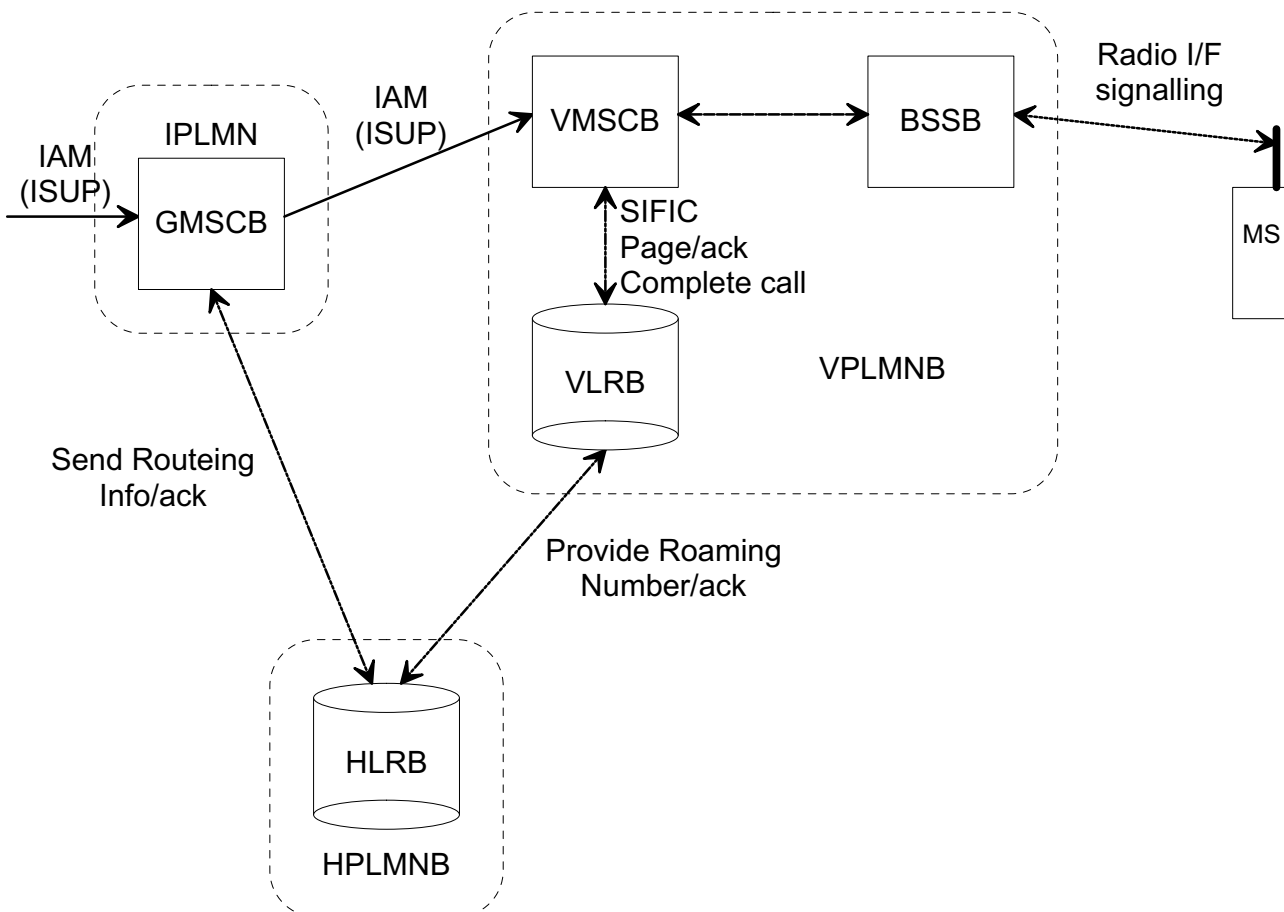 IPLMN
IAM
(ISUP)
GMSCB
IAM
(ISUP)
VMSCB
BSSB
Radio I/F
signalling
MS
SIFIC
Page/ack
Complete call
VLRB
VPLMNB
Send Routeing
Info/ack
Provide Roaming
Number/ack
HLRB
HPLMNB